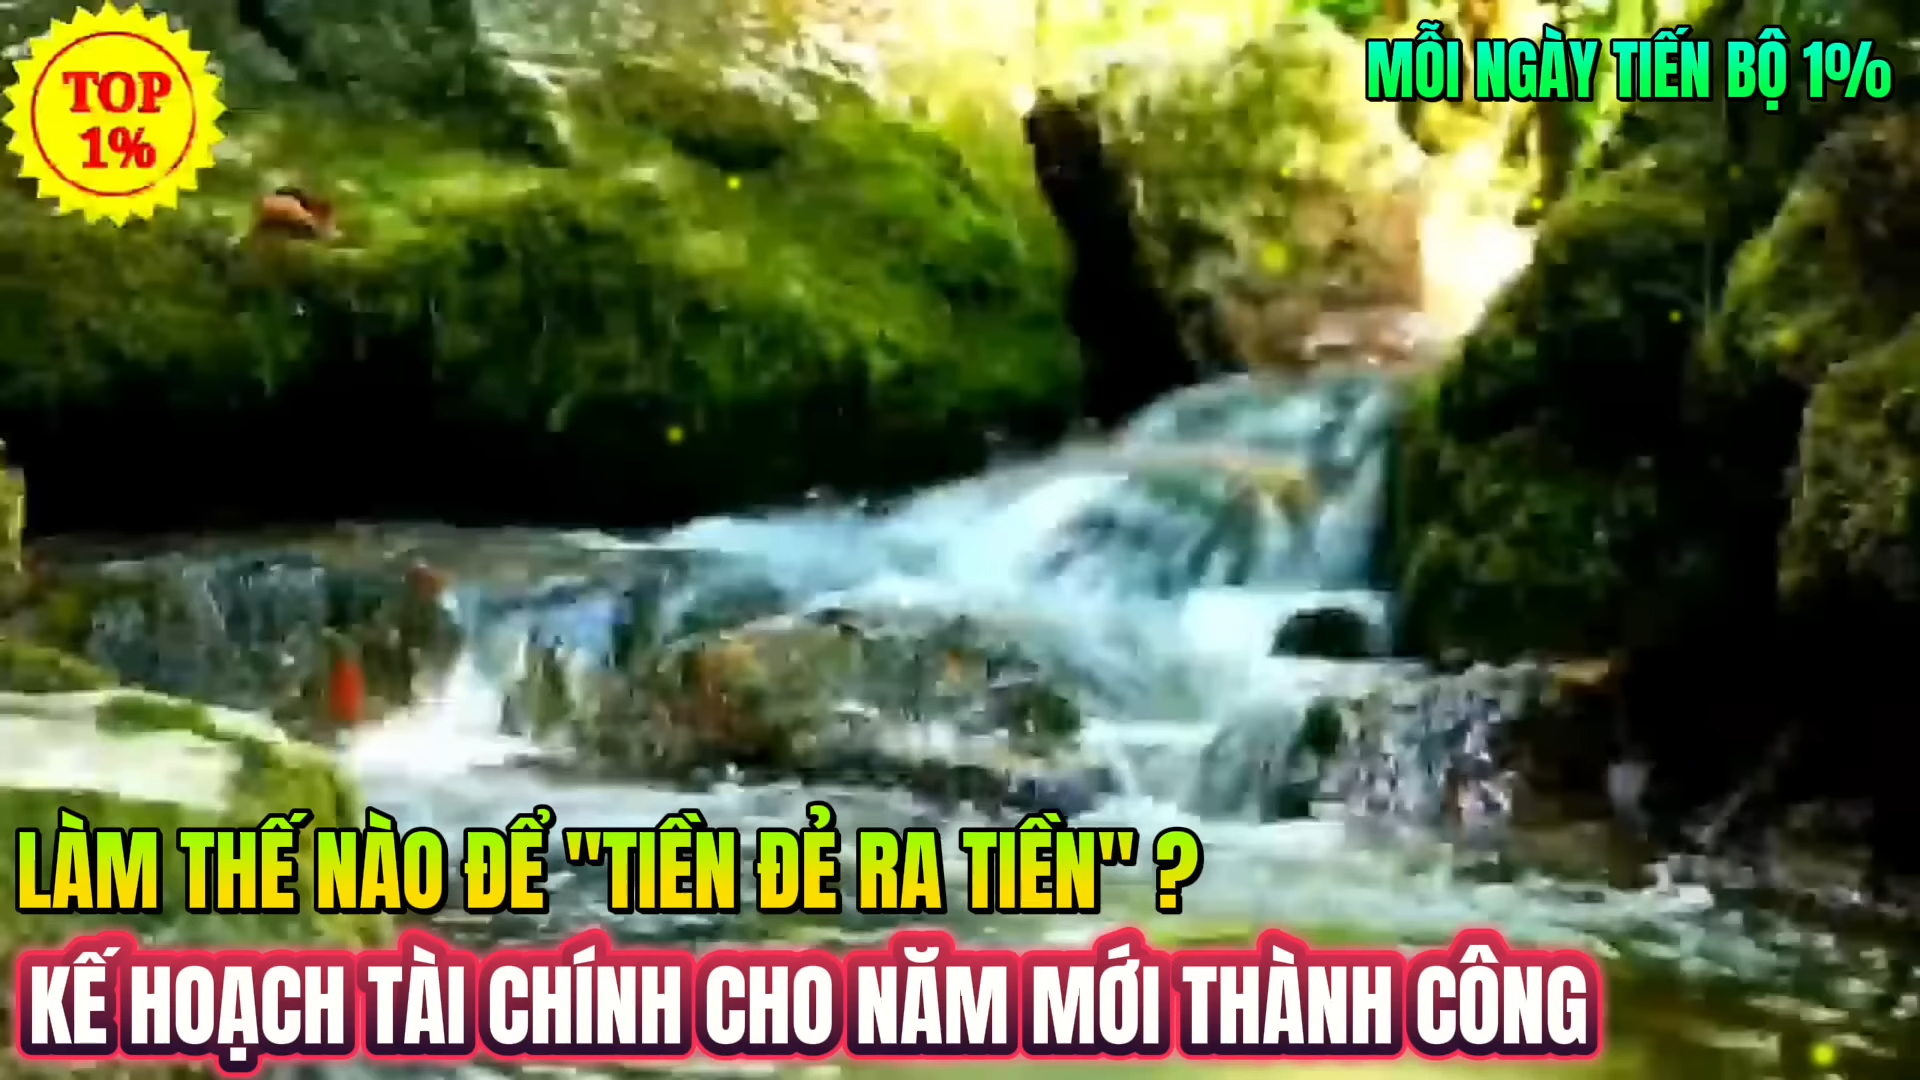 TOP
1%
MỖI NGÀY TIẾN BỘ 1%
LÀM THẾ NÀO ĐỂ "TIỀN ĐẺ RA TIỀN" ?
KẾ HOẠCH TÀI CHÍNH CHO NĂM MỚI THÀNH CÔNG